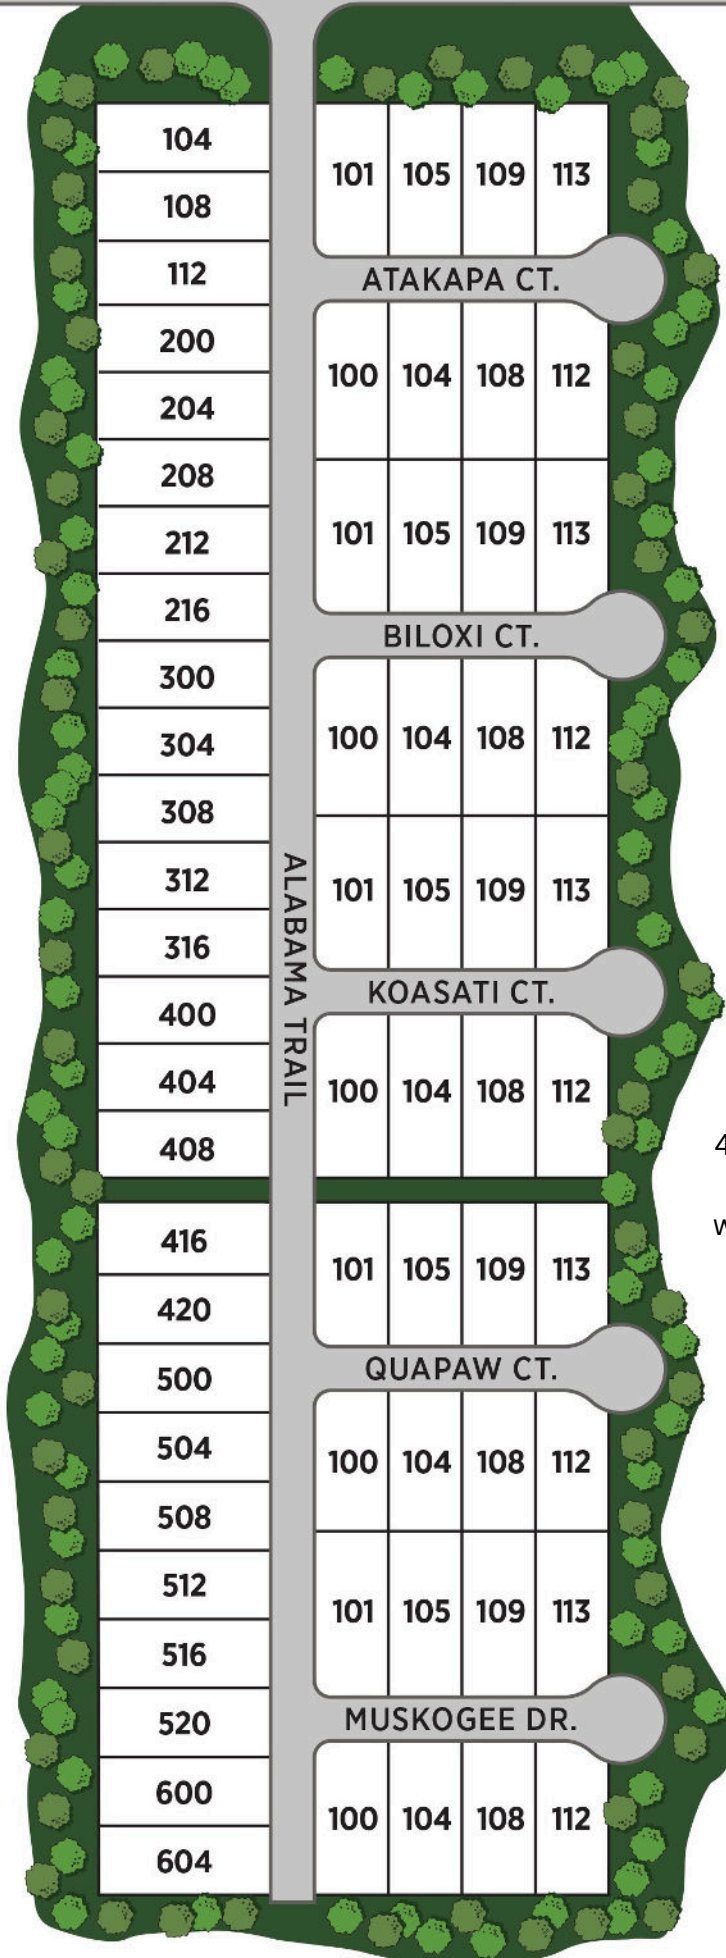 104
108
112
200
204
208
212
216
300
304
308
312
316
400
404
408
416
420
500
504
508
512
516
520
600
604
ALABAMA TRAIL
101 105 109 113
ATAKAPA CT.
100 104 108 112
101 105 109 113
BILOXI CT.
100 104 108 112
101 105 109 113
KOASATI CT.
100 104 108 112
101 105 109 113
QUAPAW CT.
100 104 108 112
101 105 109 113
MUSKOGEE DR.
100 104 108 112